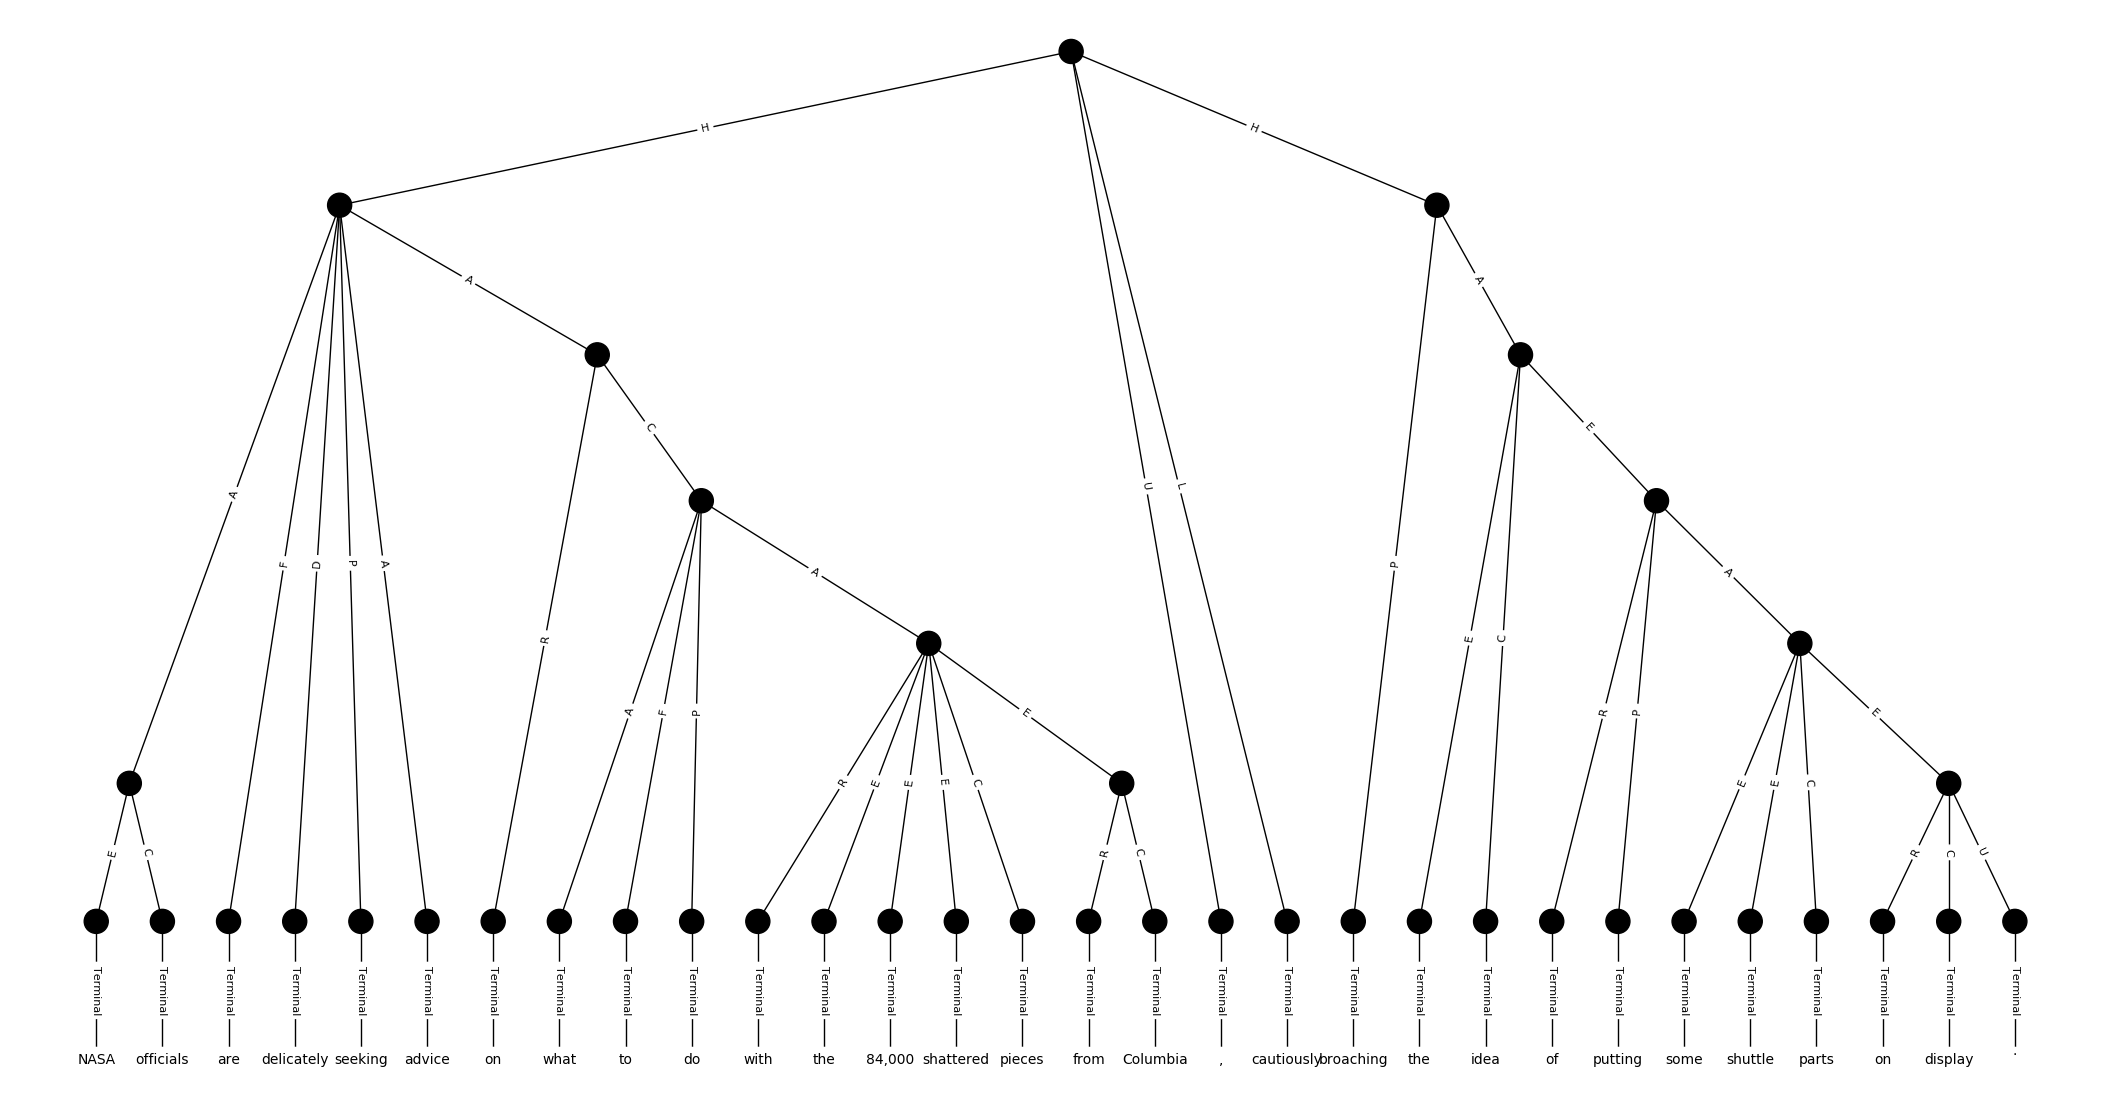 H H
A
A
C
E
U
L
A
F
D
P
A
P
A
R
E
C
A
F
P
R
P
A
R
E
E
E
C
E
E
E
C
E
E
C
R
C
R
C
U
Terminal Terminal Terminal Terminal Terminal Terminal Terminal Terminal Terminal Terminal Terminal Terminal Terminal Terminal Terminal Terminal Terminal Terminal Terminal Terminal Terminal Terminal Terminal Terminal Terminal Terminal Terminal Terminal Terminal Terminal
NASA officials are delicately seeking advice on what to do with the 84,000 shattered pieces from Columbia , cautiously broaching the idea of putting some shuttle parts on display .